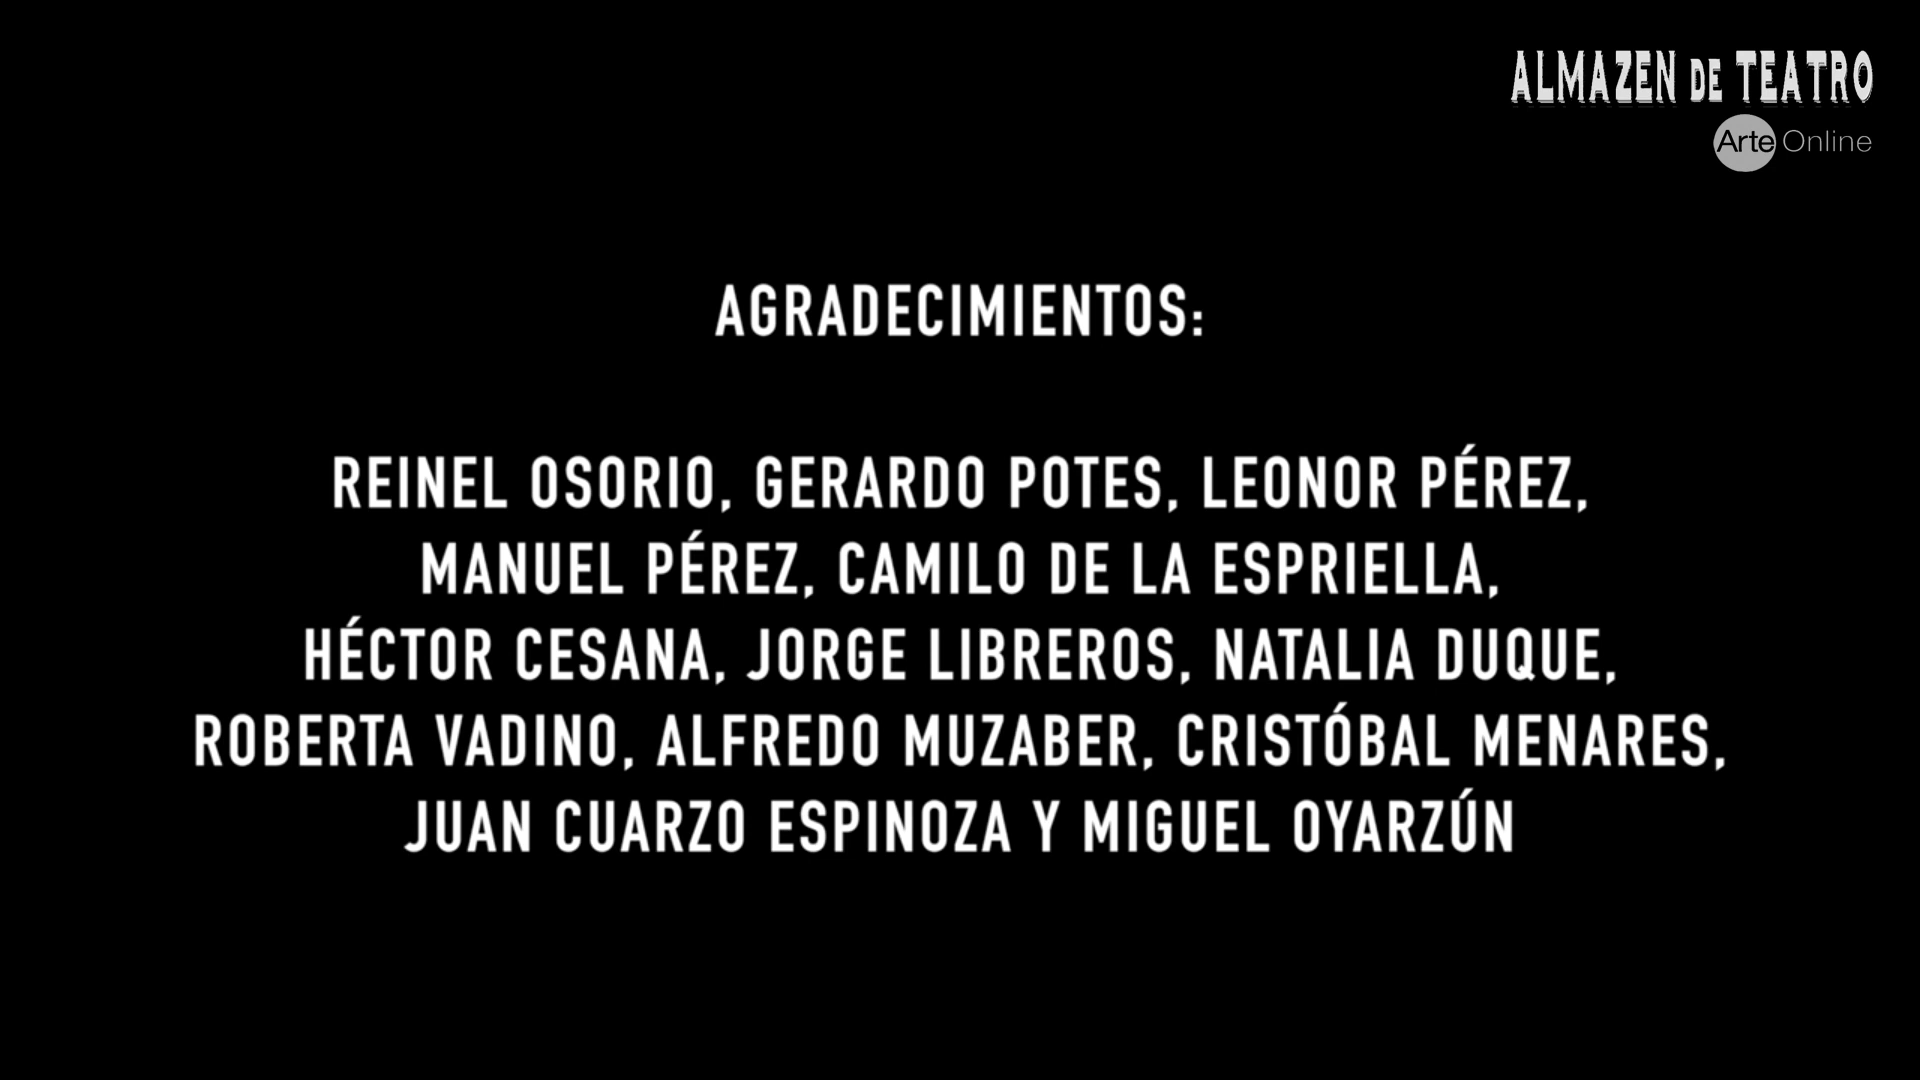 ALMAZEN DE TEATRO
Arte Online
AGRADECIMIENTOS:
REINEL OSORIO, GERARDO POTES, LEONOR PÉREZ,
MANUEL PÉREZ, CAMILO DE LA ESPRIELLA,
HÉCTOR CESANA, JORGE LIBREROS, NATALIA DUQUE,
ROBERTA VADINO, ALFREDO MUZABER, CRISTÓBAL MENARES,
JUAN CUARZO ESPINOZA Y MIGUEL OYARZÚN